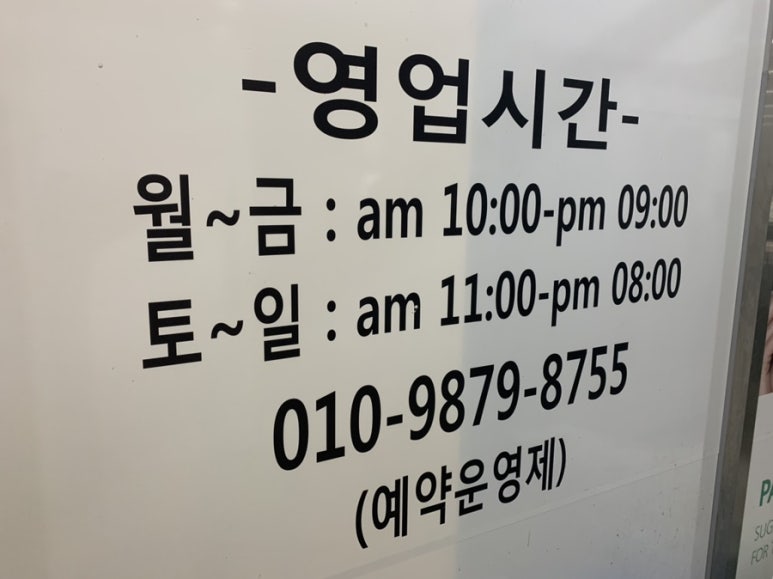 -영업시간-
월~금 : am 10:00-pm 09:00
토~일 : am 11:00-pm 08:00
010-9879-8755
(예약운영제)